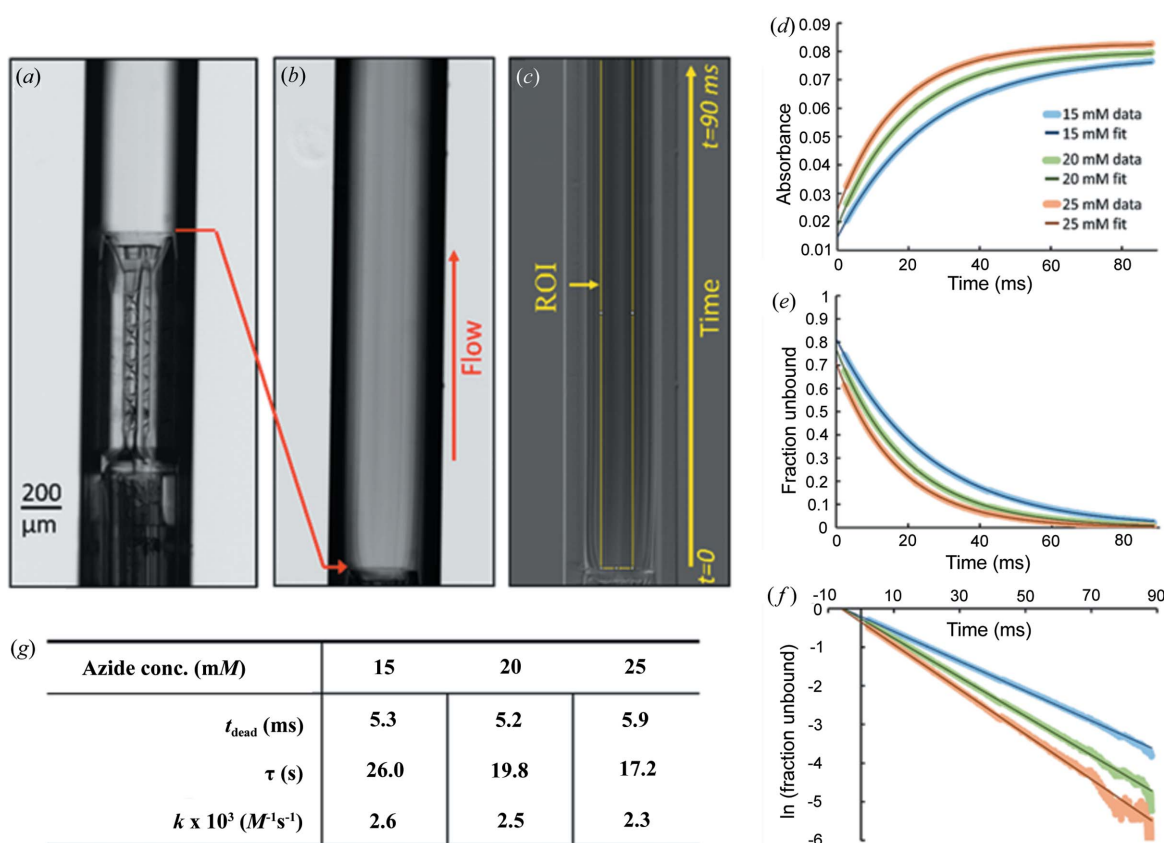 (a)
200
μm
(b)
Flow
(c)
ROI
Time
t=0
t=90 ms
(d)
0.09
0.08
0.07
0.06
0.05
0.04
0.03
0.02
0.01
Absorbance
15 mM data
15 mM fit
20 mM data
20 mM fit
25 mM data
25 mM fit
0 20 40 60 80
Time (ms)
(e)
1
0.9
0.8
0.7
0.6
0.5
0.4
0.3
0.2
0.1
0
Fraction unbound
0 20 40 60 80
Time (ms)
(f)
-10 10 30 50 70 90
Time (ms)
0
-1
-2
-3
-4
-5
-6
ln (fraction unbound)
(g)
Azide conc. (mM) 15 20 25
tdead (ms) 5.3 5.2 5.9
τ (s) 26.0 19.8 17.2
k x 10³ (M⁻¹s⁻¹) 2.6 2.5 2.3